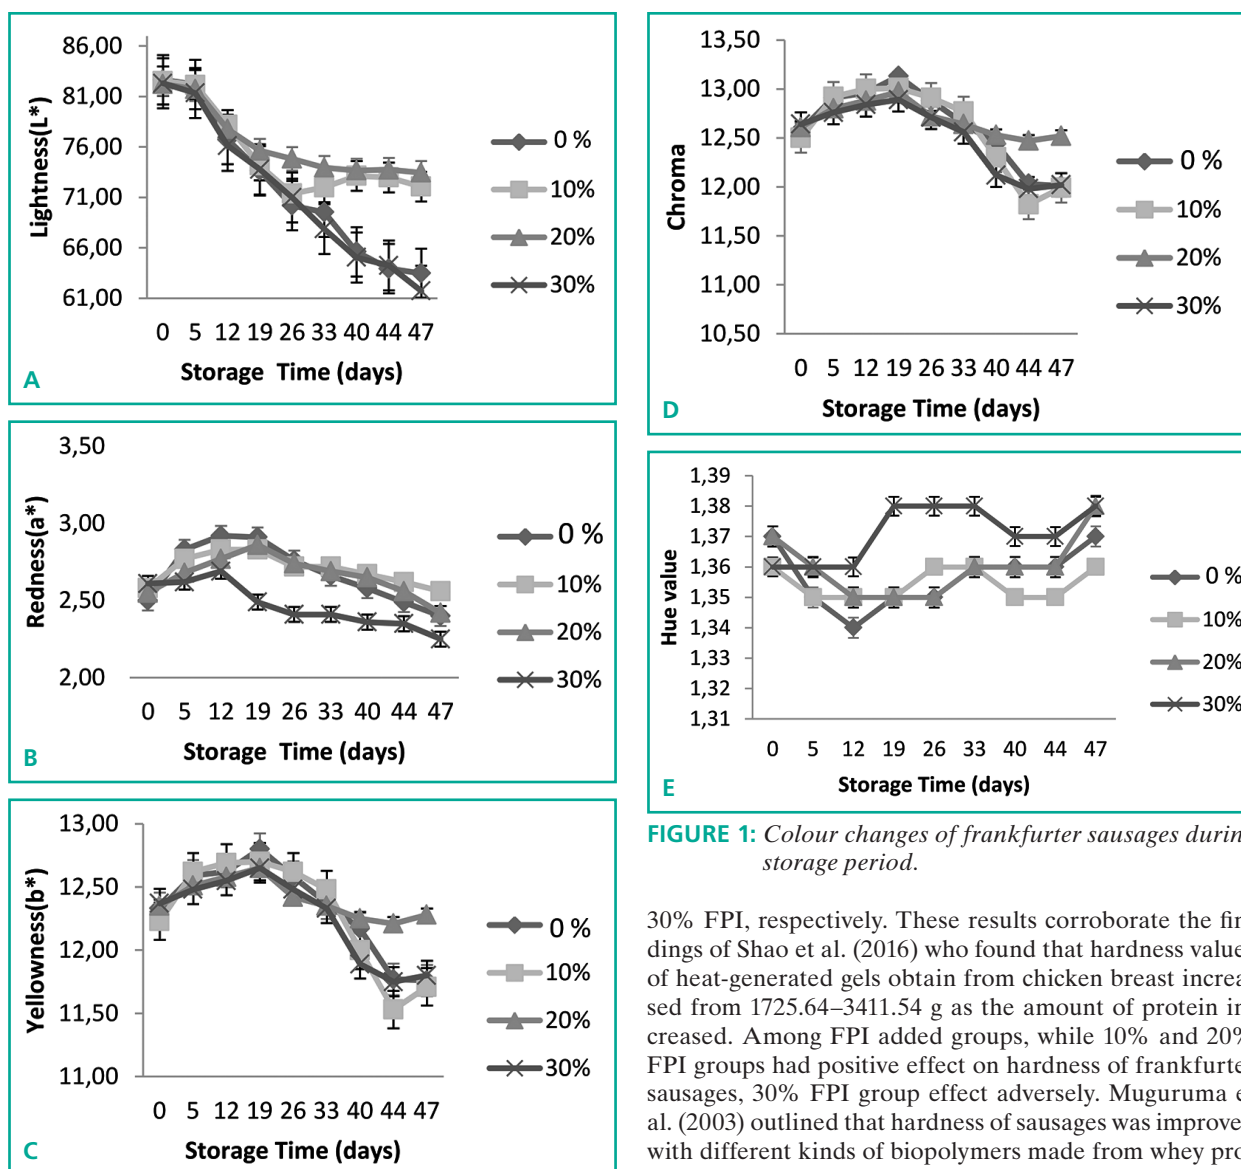 86,00
81,00
76,00
71,00
66,00
61,00
Lightness(L*)
0 5 12 19 26 33 40 44 47
Storage Time (days)
0 %
10%
20%
30%
A
3,50
3,00
2,50
2,00
Redness(a*)
0 5 12 19 26 33 40 44 47
Storage Time (days)
0 %
10%
20%
30%
B
13,00
12,50
12,00
11,50
11,00
Yellowness(b*)
0 5 12 19 26 33 40 44 47
Storage Time (days)
0 %
10%
20%
30%
C
13,50
13,00
12,50
12,00
11,50
11,00
10,50
Chroma
0 5 12 19 26 33 40 44 47
Storage Time (days)
0 %
10%
20%
30%
D
1,39
1,38
1,37
1,36
1,35
1,34
1,33
1,32
1,31
Hue value
0 5 12 19 26 33 40 44 47
Storage Time (days)
0 %
10%
20%
30%
E
FIGURE 1: Colour changes of frankfurter sausages durin
storage period.
30% FPI, respectively. These results corroborate the fin
dings of Shao et al. (2016) who found that hardness value
of heat-generated gels obtain from chicken breast increa
sed from 1725.64–3411.54 g as the amount of protein in
creased. Among FPI added groups, while 10% and 20%
FPI groups had positive effect on hardness of frankfurte
sausages, 30% FPI group effect adversely. Muguruma e
al. (2003) outlined that hardness of sausages was improve
with different kinds of biopolymers made from whey pro